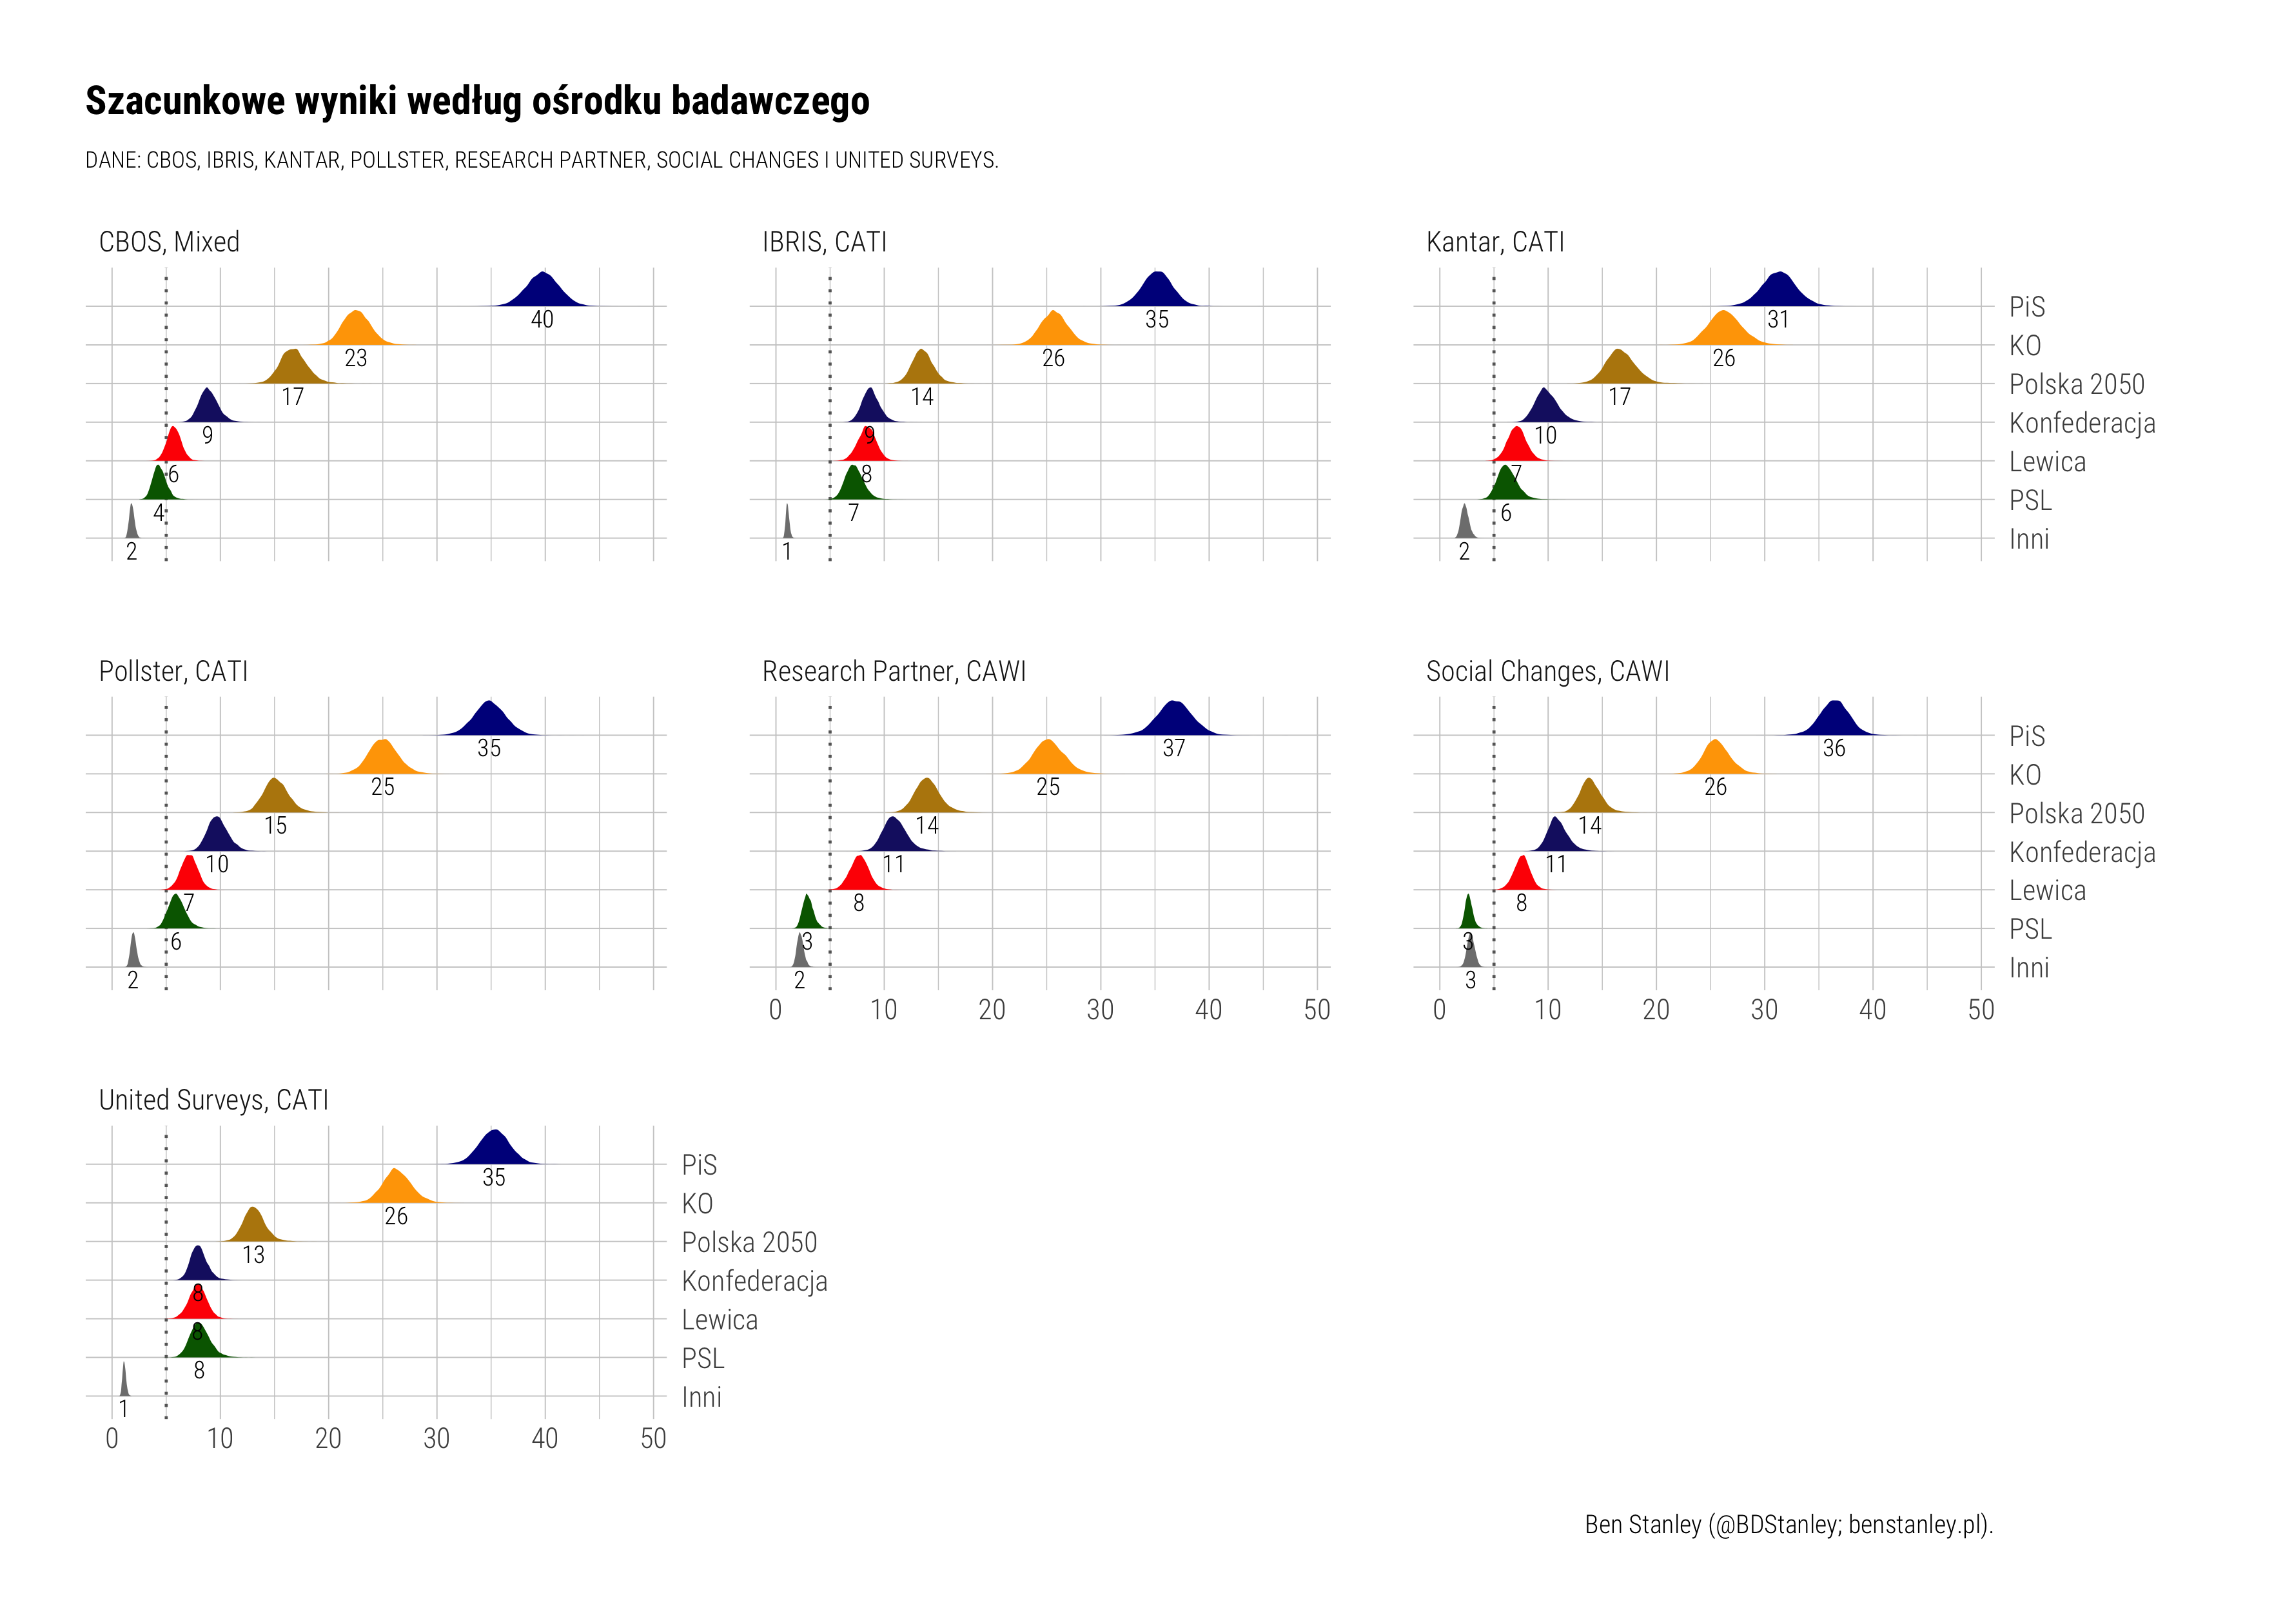 Szacunkowe wyniki według ośrodku badawczego
DANE: CBOS, IBRIS, KANTAR, POLLSTER, RESEARCH PARTNER, SOCIAL CHANGES I UNITED SURVEYS.
CBOS, Mixed
40
23
17
9
6
4
2
IBRIS, CATI
35
26
14
9
8
7
1
Kantar, CATI
31
26
17
10
7
6
2
PiS
KO
Polska 2050
Konfederacja
Lewica
PSL
Inni
Pollster, CATI
35
25
15
10
7
6
2
Research Partner, CAWI
37
25
14
11
8
3
2
0 10 20 30 40 50
Social Changes, CAWI
36
26
14
11
8
3
3
PiS
KO
Polska 2050
Konfederacja
Lewica
PSL
Inni
0 10 20 30 40 50
United Surveys, CATI
35
26
13
8
8
8
1
PiS
KO
Polska 2050
Konfederacja
Lewica
PSL
Inni
0 10 20 30 40 50
Ben Stanley (@BDStanley; benstanley.pl).